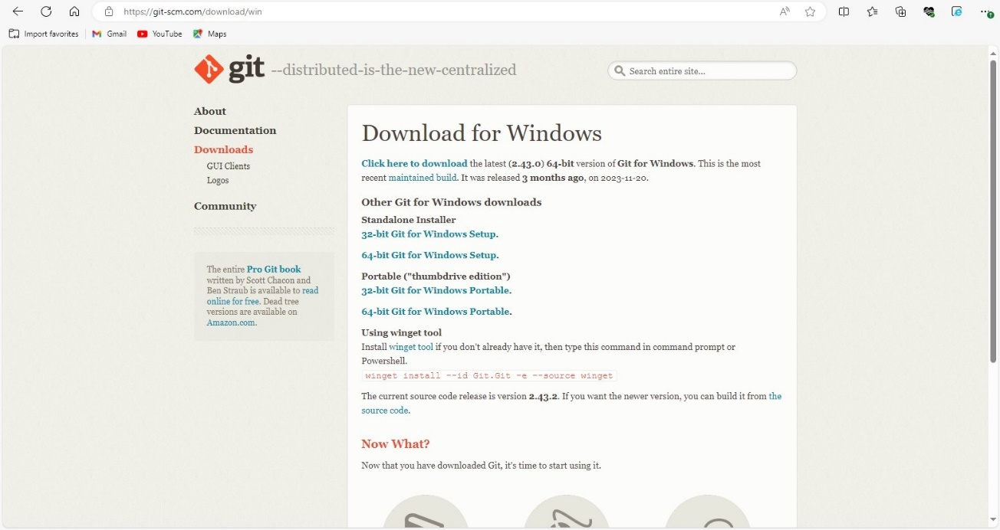 https://git-scm.com/download/win
Import favorites Gmail YouTube Maps
git --distributed-is-the-new-centralized
Search entire site...
About
Documentation
Downloads
GUI Clients
Logos
Community
The entire Pro Git book
written by Scott Chacon and
Ben Straub is available to read
online for free. Dead tree
versions are available on
Amazon.com.
Download for Windows
Click here to download the latest (2.43.0) 64-bit version of Git for Windows. This is the most
recent maintained build. It was released 3 months ago, on 2023-11-20.
Other Git for Windows downloads
Standalone Installer
32-bit Git for Windows Setup.
64-bit Git for Windows Setup.
Portable ("thumbdrive edition")
32-bit Git for Windows Portable.
64-bit Git for Windows Portable.
Using winget tool
Install winget tool if you don't already have it, then type this command in command prompt or
Powershell.
winget install --id Git.Git -e --source winget
The current source code release is version 2.43.2. If you want the newer version, you can build it from the
source code.
Now What?
Now that you have downloaded Git, it's time to start using it.